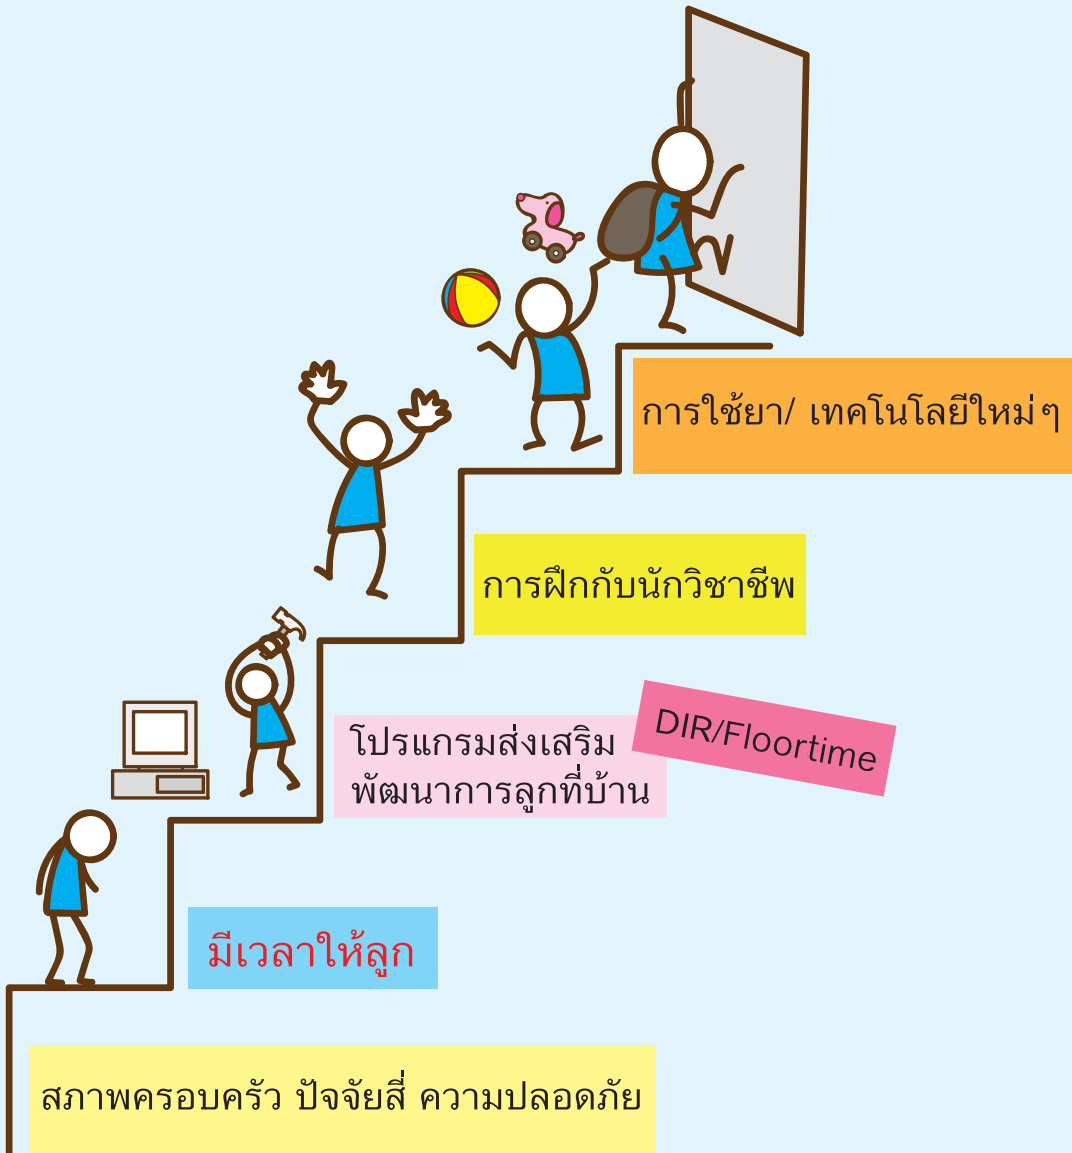 การใช้ยา/ เทคโนโลยีใหม่ๆ
การฝึกกับนักวิชาชีพ
โปรแกรมส่งเสริม
พัฒนาการลูกที่บ้าน
DIR/Floortime
มีเวลาให้ลูก
สภาพครอบครัว ปัจจัยสี่ ความปลอดภัย